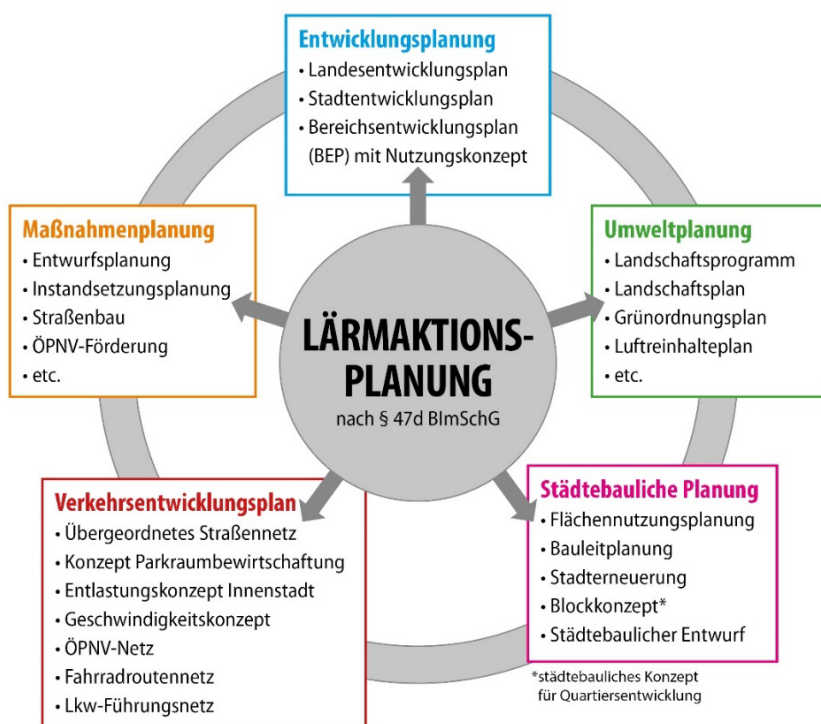 Entwicklungsplanung
• Landesentwicklungsplan
• Stadtentwicklungsplan
• Bereichsentwicklungsplan
(BEP) mit Nutzungskonzept
Maßnahmenplanung
• Entwurfsplanung
• Instandsetzungsplanung
• Straßenbau
• ÖPNV-Förderung
• etc.
LÄRMAKTIONS-
PLANUNG
nach § 47d BImSchG
Umweltplanung
• Landschaftsprogramm
• Landschaftsplan
• Grünordnungsplan
• Luftreinhalteplan
• etc.
Verkehrsentwicklungsplan
• Übergeordnetes Straßennetz
• Konzept Parkraumbewirtschaftung
• Entlastungskonzept Innenstadt
• Geschwindigkeitskonzept
• ÖPNV-Netz
• Fahrradroutennetz
• Lkw-Führungsnetz
Städtebauliche Planung
• Flächennutzungsplanung
• Bauleitplanung
• Stadterneuerung
• Blockkonzept*
• Städtebaulicher Entwurf
*städtebauliches Konzept
für Quartiersentwicklung